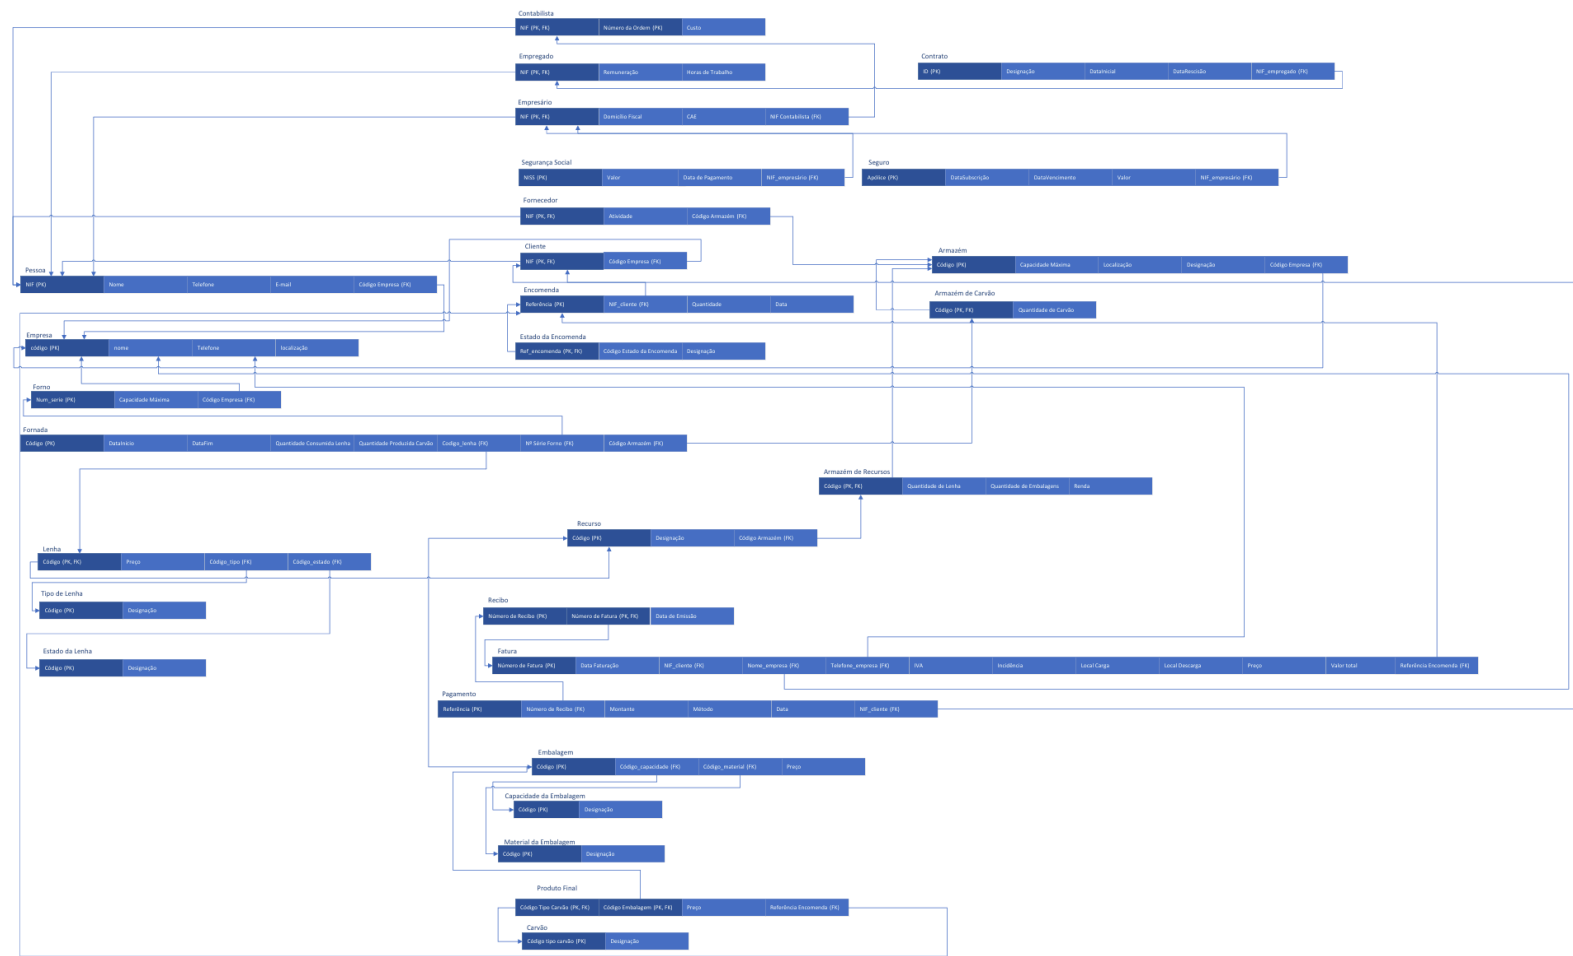 Contabilista
NIF (PK, FK) Número da Ordem (PK) Custo
Empregado
NIF (PK, FK) Remuneração Horas de Trabalho
Contrato
ID (PK) Designação DataInicial DataRescisão NIF_empregado (FK)
Empresário
NIF (PK, FK) Domicílio Fiscal CAE NIF Contabilista (FK)
Segurança Social
NISS (PK) Valor Data de Pagamento NIF_empresário (FK)
Seguro
Apólice (PK) DataSubscrição DataVencimento Valor NIF_empresário (FK)
Fornecedor
NIF (PK, FK) Atividade Código Armazém (FK)
Cliente
NIF (PK, FK) Código Empresa (FK)
Armazém
Código (PK) Capacidade Máxima Localização Designação Código Empresa (FK)
Pessoa
NIF (PK) Nome Telefone E-mail Código Empresa (FK)
Encomenda
Referência (PK) NIF_cliente (FK) Quantidade Data
Armazém de Carvão
Código (PK, FK) Quantidade de Carvão
Empresa
código (PK) nome Telefone localização
Estado da Encomenda
Ref_encomenda (PK, FK) Código Estado da Encomenda Designação
Forno
Num_serie (PK) Capacidade Máxima Código Empresa (FK)
Fornada
Código (PK) DataInicio DataFim Quantidade Consumida Lenha Quantidade Produzida Carvão Codigo_lenha (FK) Nº Série Forno (FK) Código Armazém (FK)
Armazém de Recursos
Código (PK, FK) Quantidade de Lenha Quantidade de Embalagens Renda
Recurso
Código (PK) Designação Código Armazém (FK)
Lenha
Código (PK, FK) Preço Código_tipo (FK) Código_estado (FK)
Tipo de Lenha
Código (PK) Designação
Recibo
Número de Recibo (PK) Número de Fatura (PK, FK) Data de Emissão
Estado da Lenha
Código (PK) Designação
Fatura
Número de Fatura (PK) Data Faturação NIF_cliente (FK) Nome_empresa (FK) Telefone_empresa (FK) IVA Incidência Local Carga Local Descarga Preço Valor total Referência Encomenda (FK)
Pagamento
Referência (PK) Número de Recibo (FK) Montante Método Data NIF_cliente (FK)
Embalagem
Código (PK) Código_capacidade (FK) Código_material (FK) Preço
Capacidade da Embalagem
Código (PK) Designação
Material da Embalagem
Código (PK) Designação
Produto Final
Código Tipo Carvão (PK, FK) Código Embalagem (PK, FK) Preço Referência Encomenda (FK)
Carvão
Código tipo carvão (PK) Designação